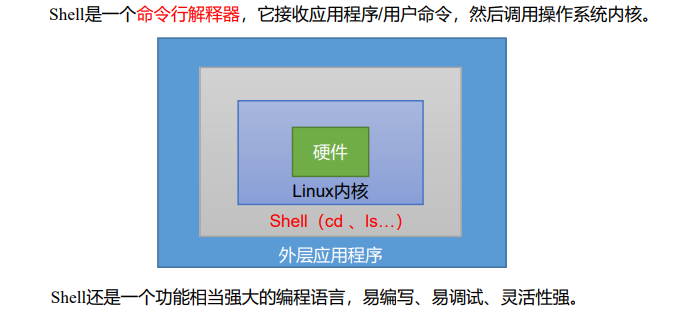 Shell是一个命令行解释器，它接收应用程序/用户命令，然后调用操作系统内核。
硬件
Linux内核
Shell（cd 、ls…）
外层应用程序
Shell还是一个功能相当强大的编程语言，易编写、易调试、灵活性强。